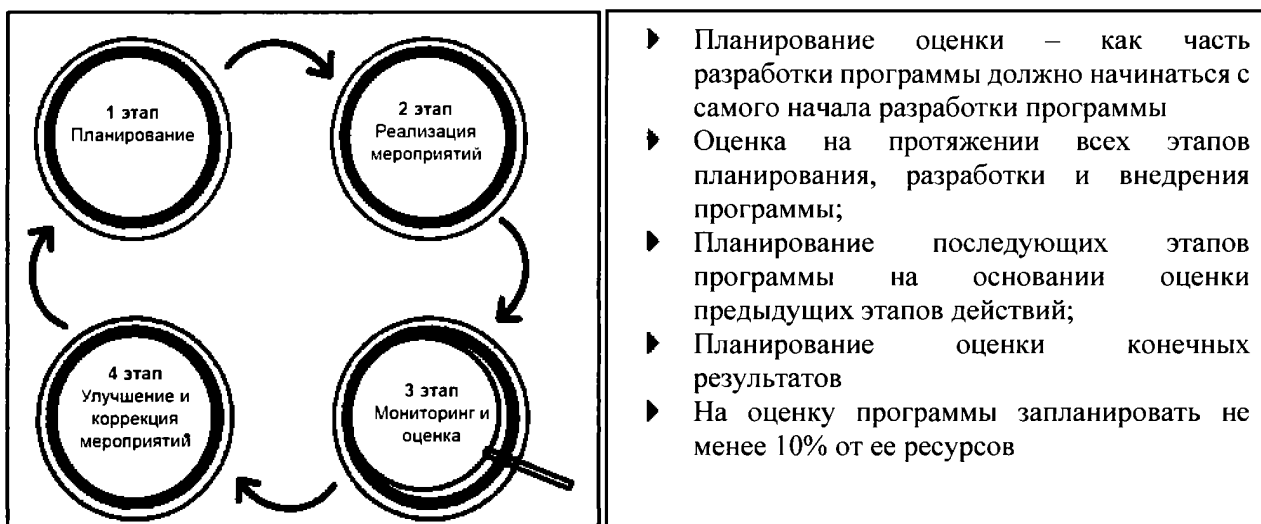 1 этап
Планирование
2 этап
Реализация
мероприятий
3 этап
Мониторинг и
оценка
4 этап
Улучшение и
коррекция
мероприятий
Планирование оценки – как часть
разработки программы должно начинаться с
самого начала разработки программы
Оценка на протяжении всех этапов
планирования, разработки и внедрения
программы;
Планирование последующих этапов
программы на основании оценки
предыдущих этапов действий;
Планирование оценки конечных
результатов
На оценку программы запланировать не
менее 10% от ее ресурсов